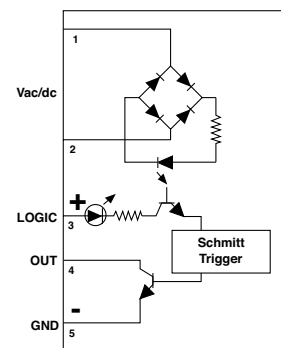 1
Vac/dc
2
+
LOGIC
3
Schmitt
Trigger
OUT
4
-
GND
5